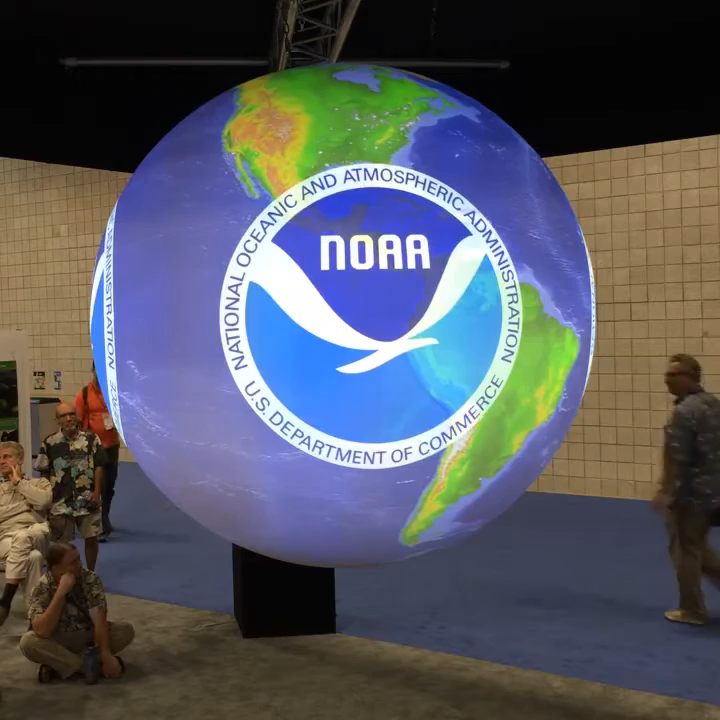 NATIONAL OCEANIC AND ATMOSPHERIC ADMINISTRATION
NOAA
U.S. DEPARTMENT OF COMMERCE